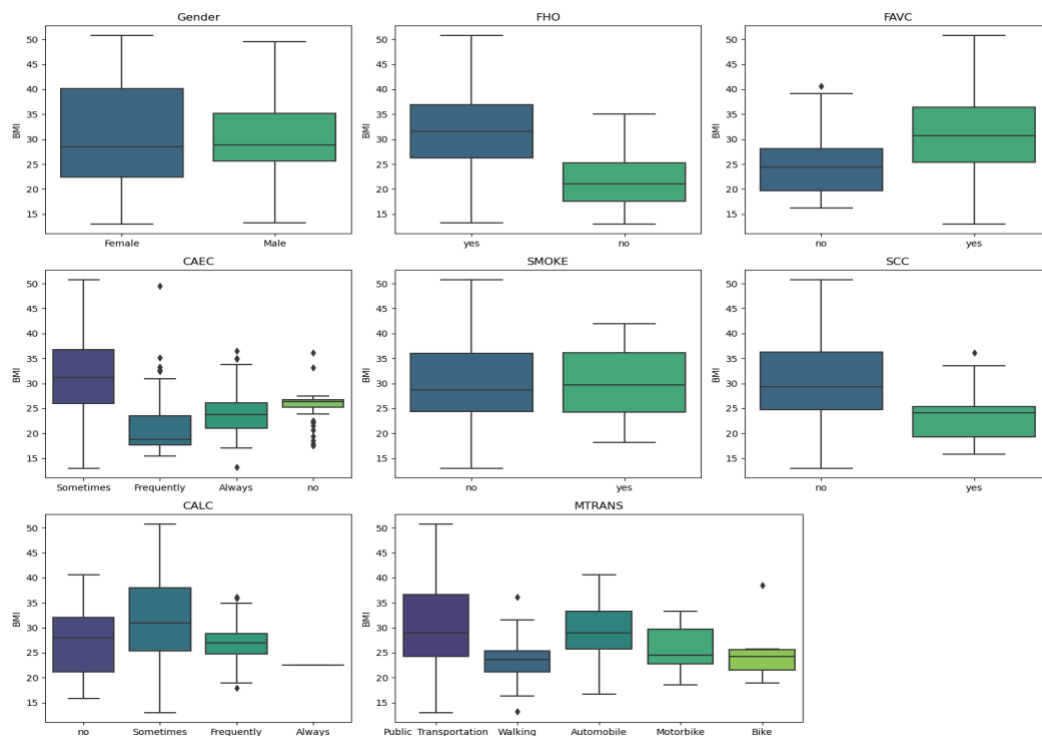 Gender FHO FAVC
50 50 50
45 45 45
40 40 40
35 35 35
BMI 30 BMI 30 BMI 30
25 25 25
20 20 20
15 15 15
Female Male yes no no yes
CAEC SMOKE SCC
50 50 50
45 45 45
40 40 40
35 35 35
BMI 30 BMI 30 BMI 30
25 25 25
20 20 20
15 15 15
Sometimes Frequently Always no no yes no yes
CALC MTRANS
50 50
45 45
40 40
35 35
BMI 30 BMI 30
25 25
20 20
15 15
no Sometimes Frequently Always Public_Transportation Walking Automobile Motorbike Bike